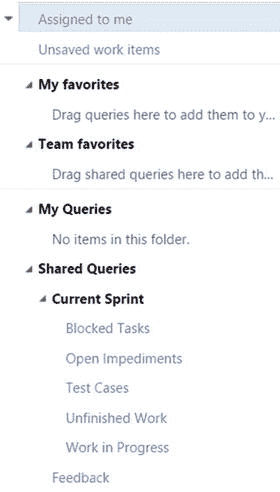 Assigned to me
Unsaved work items
My favorites
Drag queries here to add them to y...
Team favorites
Drag shared queries here to add th...
My Queries
No items in this folder.
Shared Queries
Current Sprint
Blocked Tasks
Open Impediments
Test Cases
Unfinished Work
Work in Progress
Feedback